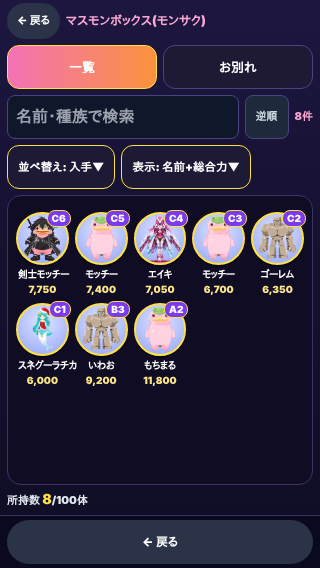 ← 戻る マスモンボックス(モンサク)
一覧 お別れ
名前・種族で検索 逆順 8件
並べ替え: 入手▼ 表示: 名前+総合力▼
C6 C5 C4 C3 C2
剣士モッチー モッチー エイキ モッチー ゴーレム
7,750 7,400 7,050 6,700 6,350
C1 B3 A2
スネグーラチカ いわお もちまる
6,000 9,200 11,800
所持数 8/100体
← 戻る